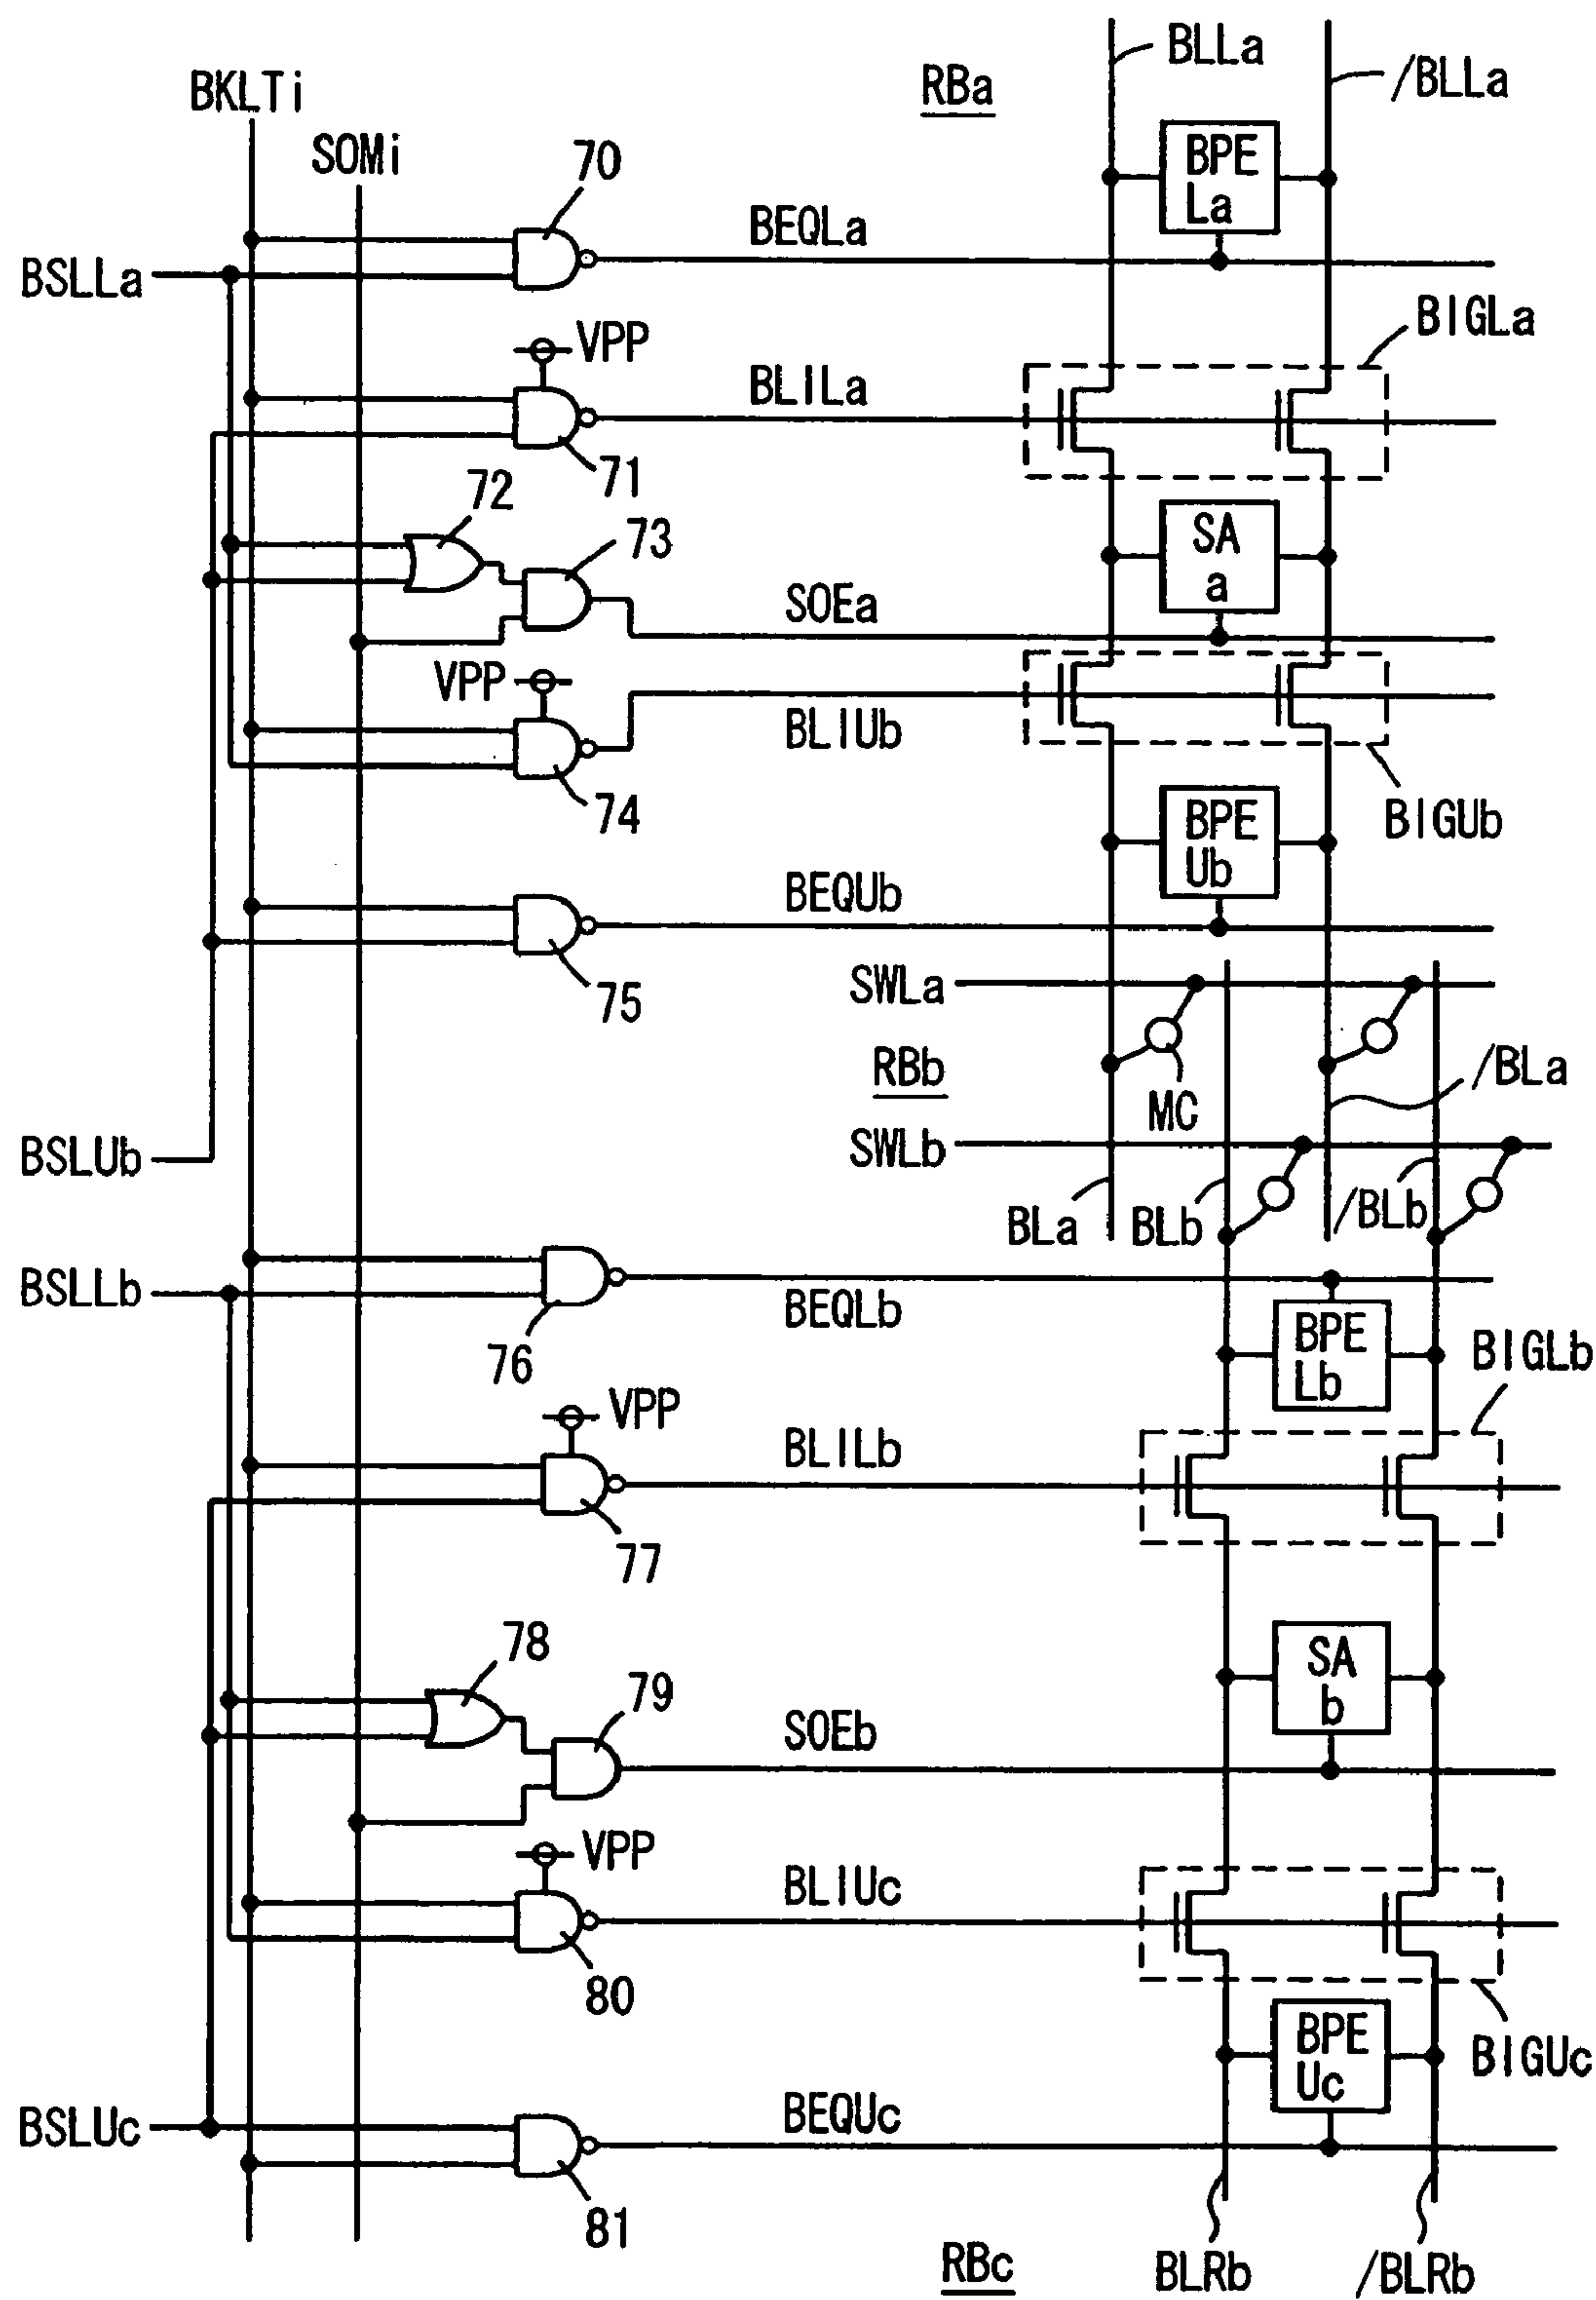 BLLa
/BLLa
RBa
BKLTi
SOMi
70
BPE
La
BEQLa
BSLLa
BIGLa
VPP
BLILa
71
72
73
SA
a
SOEa
VPP
BLIUb
74
BIGUb
BPE
Ub
BEQUb
75
SWLa
RBb
MC
/BLa
BSLUb
SWLb
BLa
BLb
/BLb
BSLLb
BEQLb
76
BPE
Lb
BIGLb
VPP
BLILb
77
78
79
SA
b
SOEb
VPP
BLIUc
80
BPE
Uc
BIGUc
BSLUc
BEQUc
81
RBc
BLRb
/BLRb